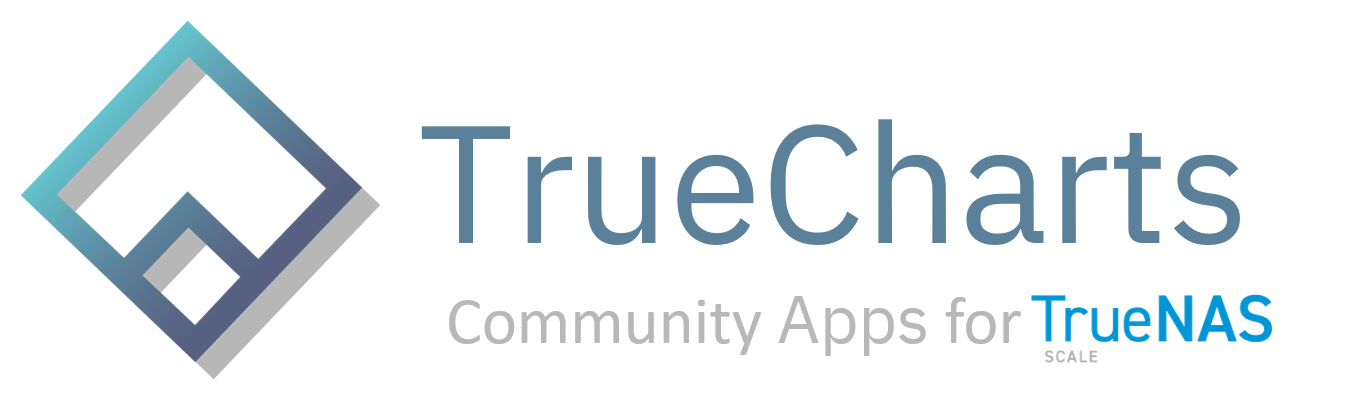 TrueCharts
Community Apps for TrueNAS
SCALE